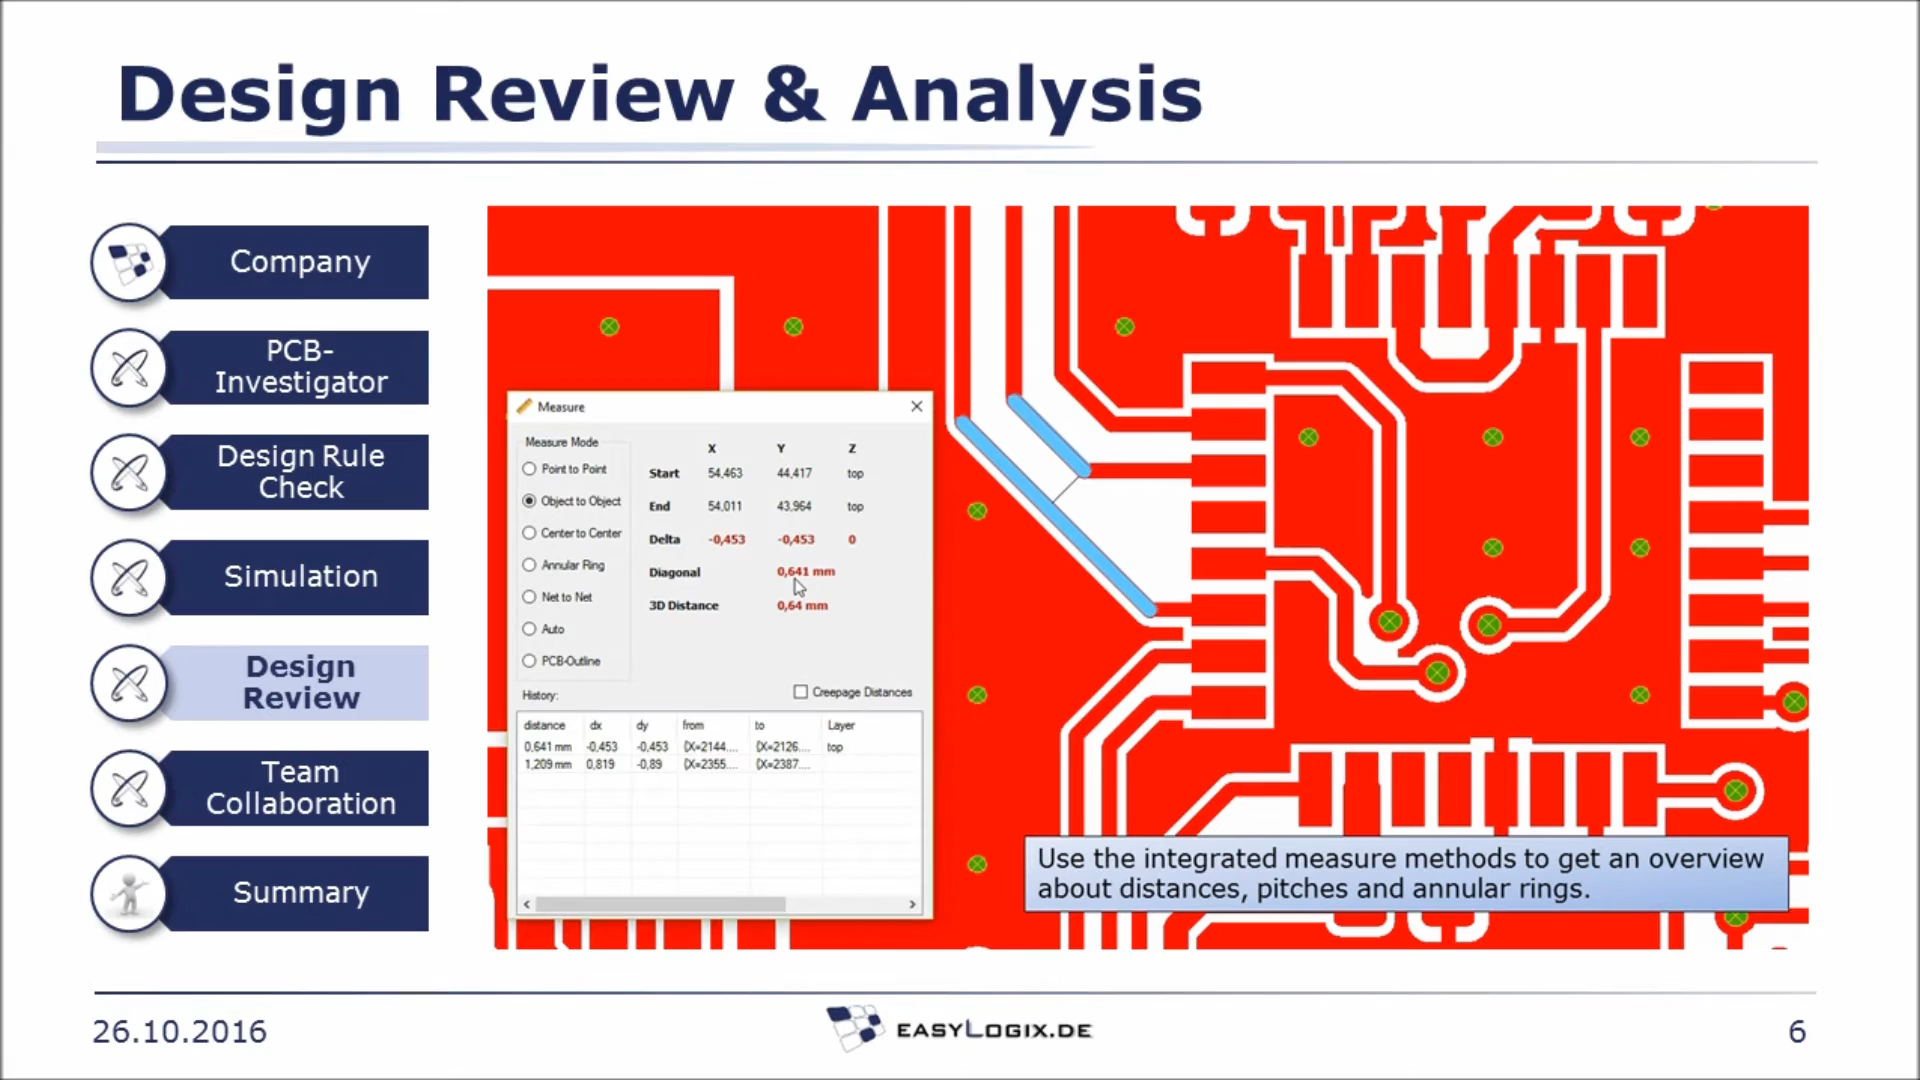 Design Review & Analysis
Company
PCB-
Investigator
Design Rule
Check
Simulation
Design
Review
Team
Collaboration
Summary
Measure
Measure Mode
Point to Point
Object to Object
Center to Center
Annular Ring
Net to Net
Auto
PCB-Outline
X Y Z
Start 54,463 44,417 top
End 54,011 43,964 top
Delta -0,453 -0,453 0
Diagonal 0,641 mm
3D Distance 0,64 mm
History:
Creepage Distances
distance dx dy from to Layer
0,641 mm -0,453 -0,453 (X=2144.... (X=2126.... top
1,209 mm 0,819 -0,89 (X=2355.... (X=2387....
Use the integrated measure methods to get an overview
about distances, pitches and annular rings.
26.10.2016
EASYLOGIX.DE
6